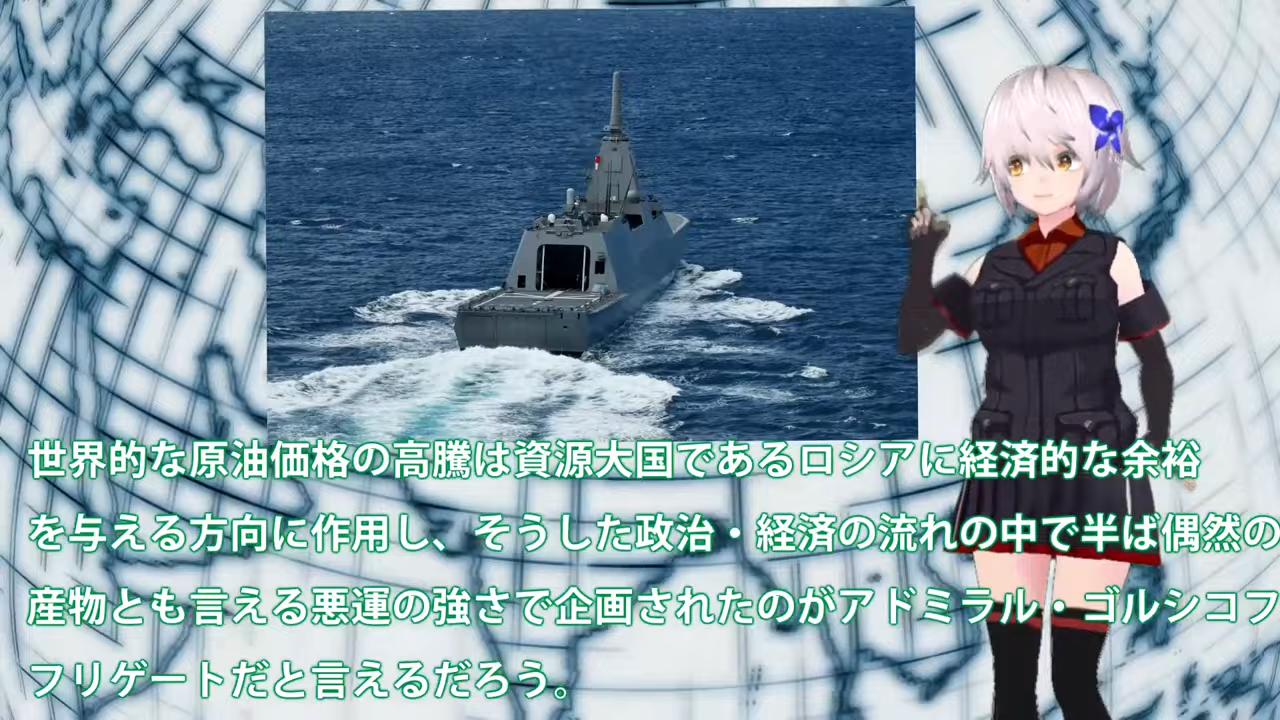 世界的な原油価格の高騰は資源大国であるロシアに経済的な余裕
を与える方向に作用し、そうした政治・経済の流れの中で半ば偶然の
産物とも言える悪運の強さで企画されたのがアドミラル・ゴルシコフ
フリゲートだと言えるだろう。